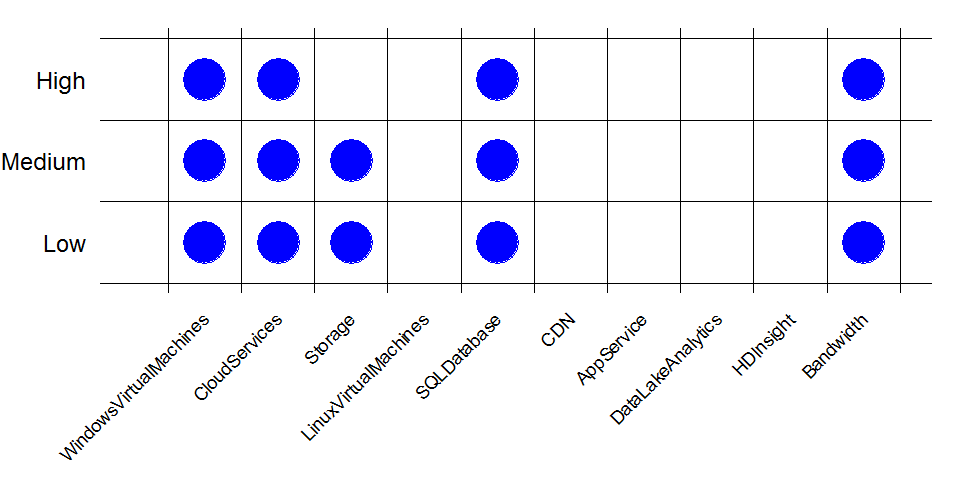 High
Medium
Low
WindowsVirtualMachines
CloudServices
Storage
LinuxVirtualMachines
SQLDatabase
CDN
AppService
DataLakeAnalytics
HDInsight
Bandwidth